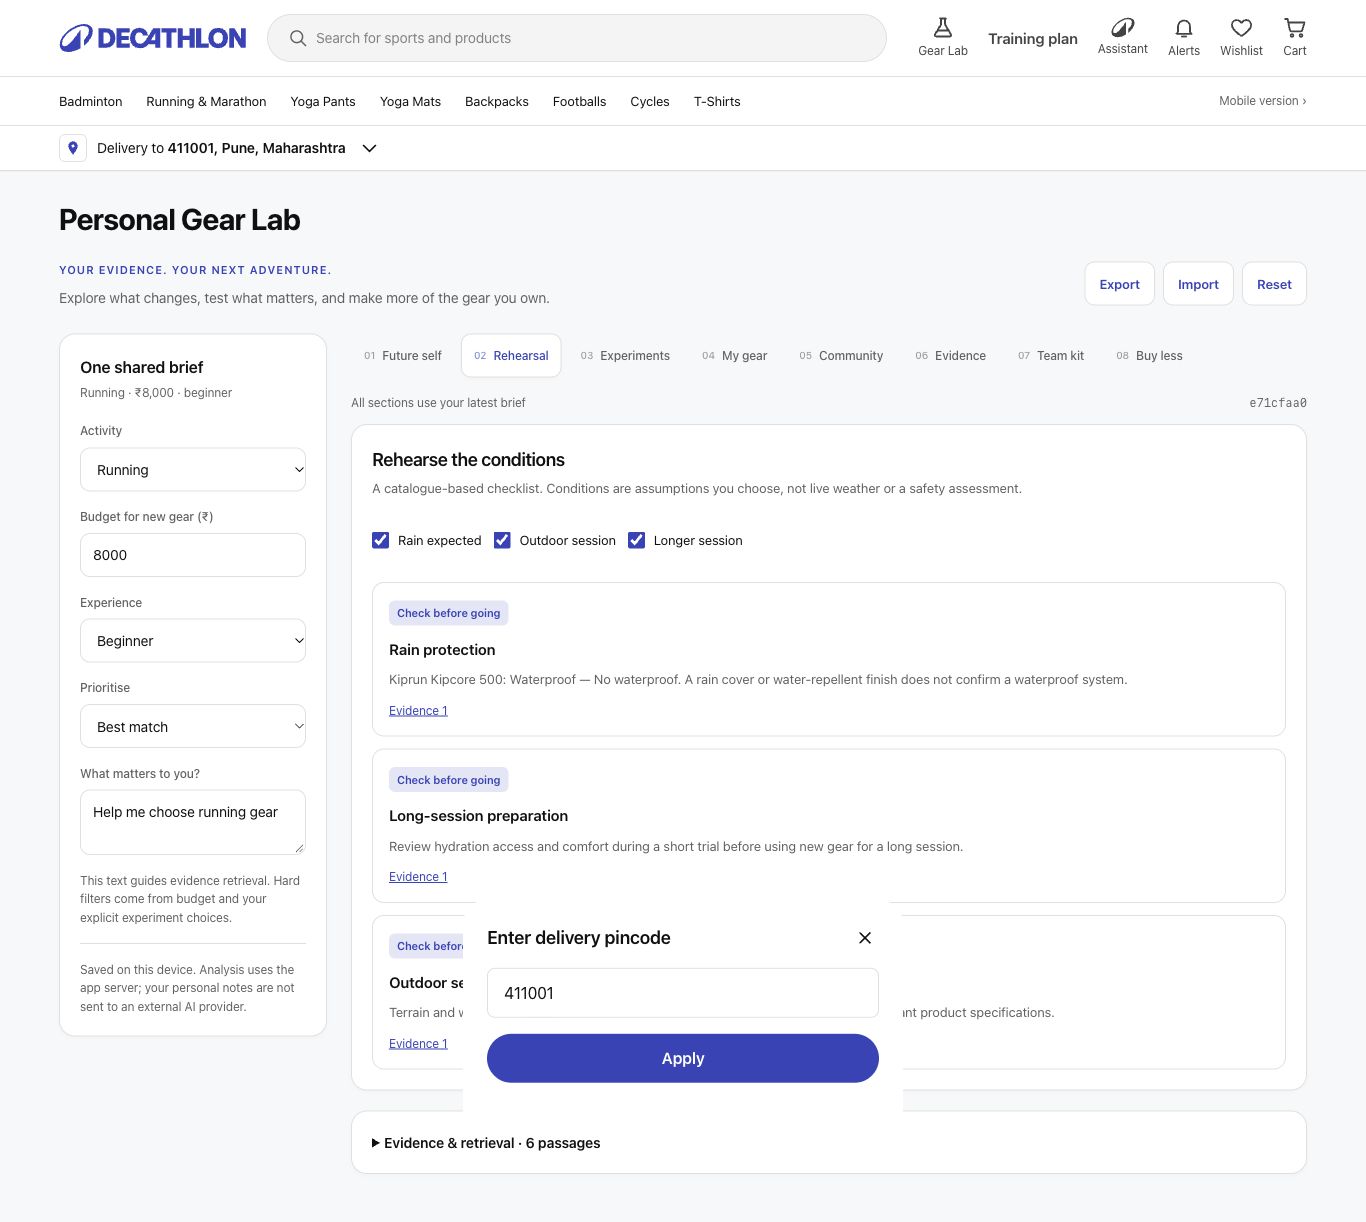 DECATHLON
Search for sports and products
Gear Lab
Training plan
Assistant
Alerts
Wishlist
Cart
Badminton
Running & Marathon
Yoga Pants
Yoga Mats
Backpacks
Footballs
Cycles
T-Shirts
Mobile version ›
Delivery to 411001, Pune, Maharashtra
Personal Gear Lab
YOUR EVIDENCE. YOUR NEXT ADVENTURE.
Explore what changes, test what matters, and make more of the gear you own.
Export
Import
Reset
One shared brief
Running · ₹8,000 · beginner
Activity
Running
Budget for new gear (₹)
8000
Experience
Beginner
Prioritise
Best match
What matters to you?
Help me choose running gear
This text guides evidence retrieval. Hard
filters come from budget and your
explicit experiment choices.
Saved on this device. Analysis uses the
app server; your personal notes are not
sent to an external AI provider.
01 Future self
02 Rehearsal
03 Experiments
04 My gear
05 Community
06 Evidence
07 Team kit
08 Buy less
All sections use your latest brief
e71cfaa0
Rehearse the conditions
A catalogue-based checklist. Conditions are assumptions you choose, not live weather or a safety assessment.
Rain expected
Outdoor session
Longer session
Check before going
Rain protection
Kiprun Kipcore 500: Waterproof — No waterproof. A rain cover or water-repellent finish does not confirm a waterproof system.
Evidence 1
Check before going
Long-session preparation
Review hydration access and comfort during a short trial before using new gear for a long session.
Evidence 1
Check
Outdoor
Terrain and
product specifications.
Evidence 1
Enter delivery pincode
411001
Apply
Evidence & retrieval · 6 passages